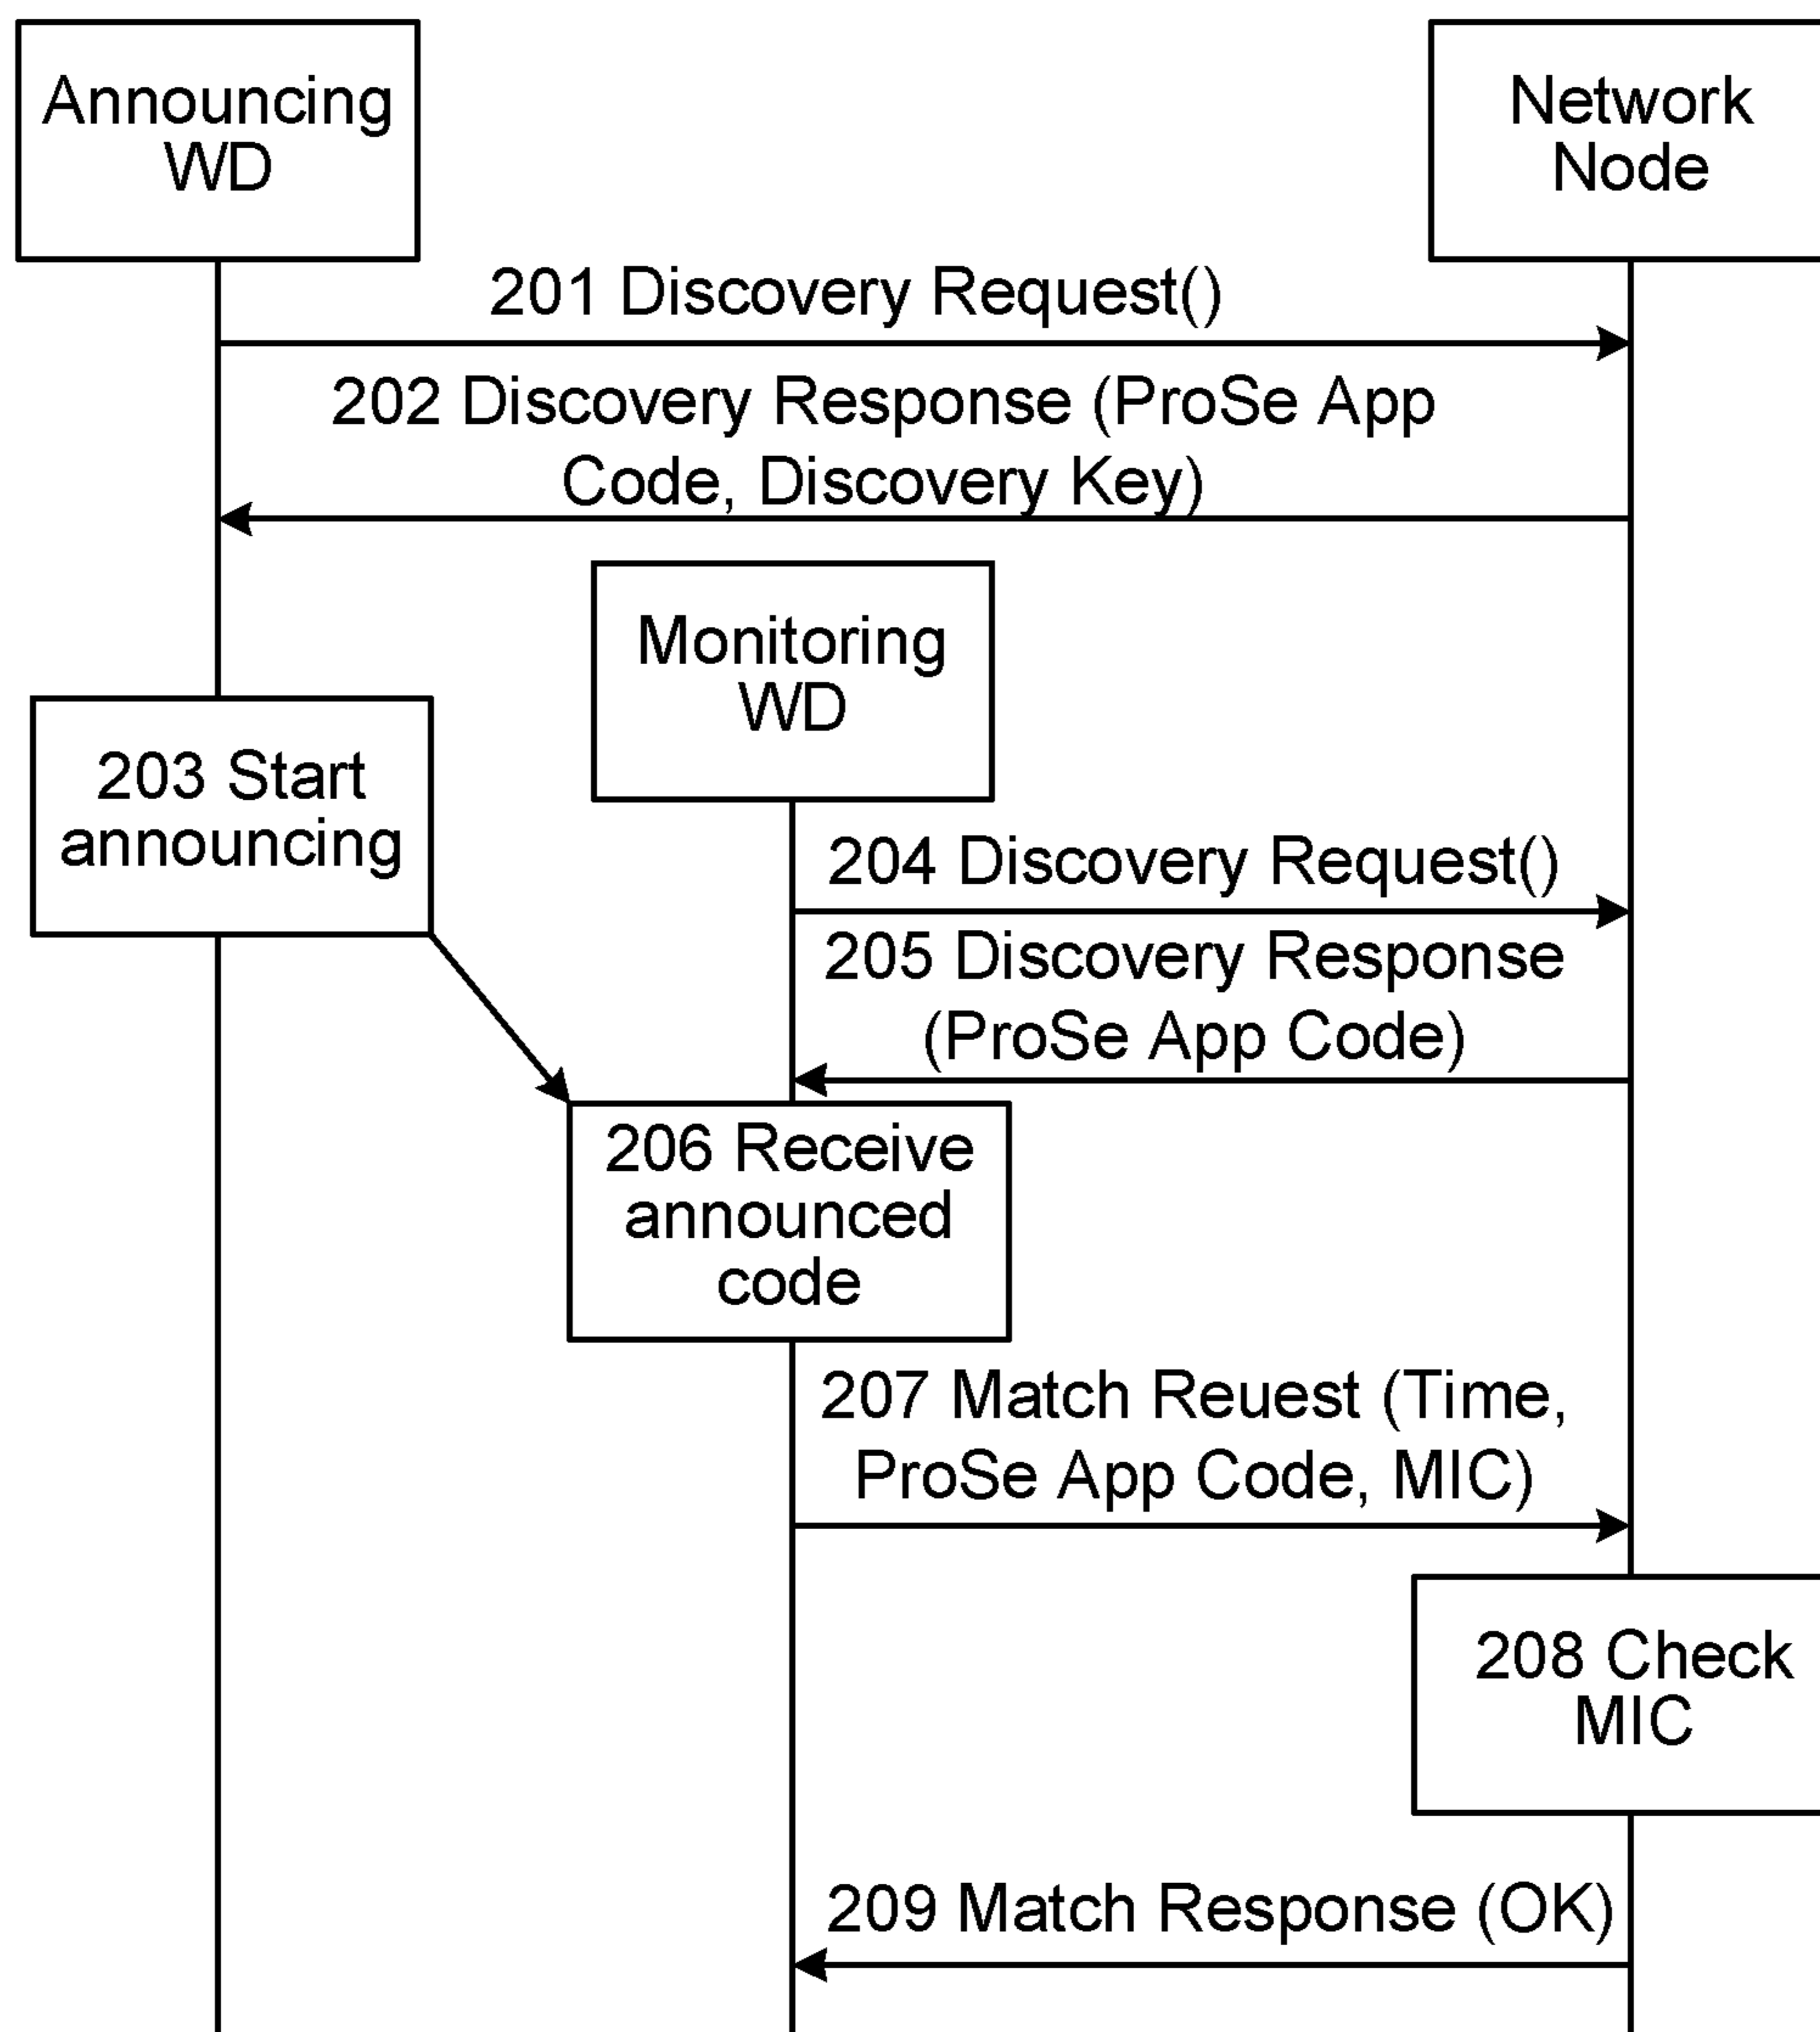 Announcing
WD
Network
Node
201 Discovery Request()
202 Discovery Response (ProSe App
Code, Discovery Key)
Monitoring
WD
203 Start
announcing
204 Discovery Request()
205 Discovery Response
(ProSe App Code)
206 Receive
announced
code
207 Match Reuest (Time,
ProSe App Code, MIC)
208 Check
MIC
209 Match Response (OK)